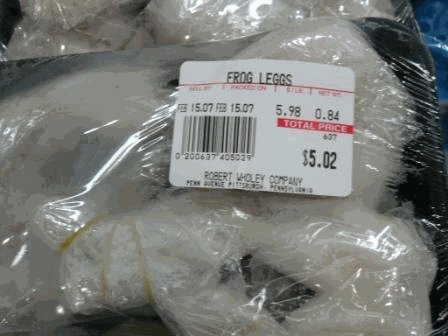 FROG LEGGS
SELL BY PACKED ON $/LB. NET WT.
FEB 15.07 FEB 15.07 5.98 0.84
TOTAL PRICE
637
$5.02
0 200637 405029
ROBERT WHOLEY COMPANY
PENN AVENUE PITTSBURGH, PENNSYLVANIA